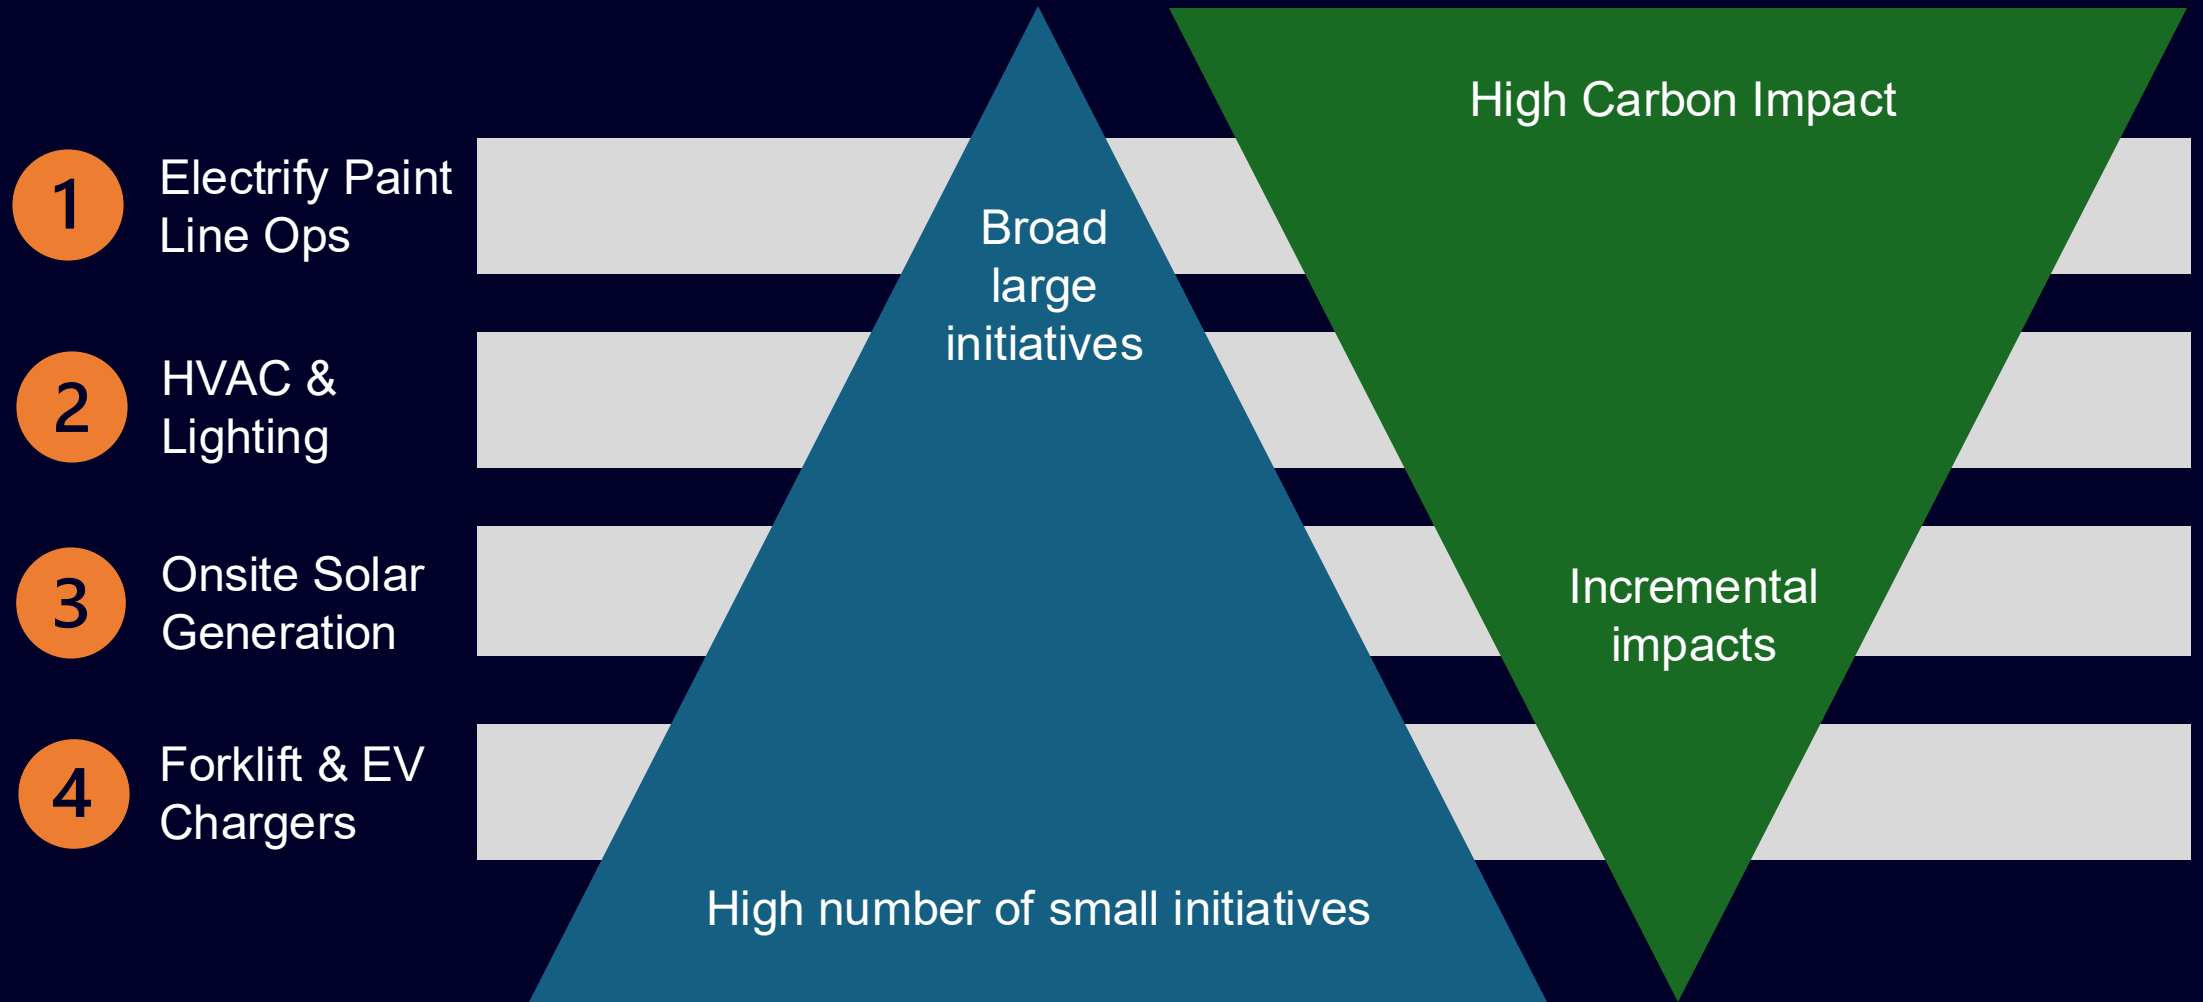 High Carbon Impact
1
Electrify Paint
Line Ops
Broad
large
initiatives
2
HVAC &
Lighting
3
Onsite Solar
Generation
Incremental
impacts
4
Forklift & EV
Chargers
High number of small initiatives